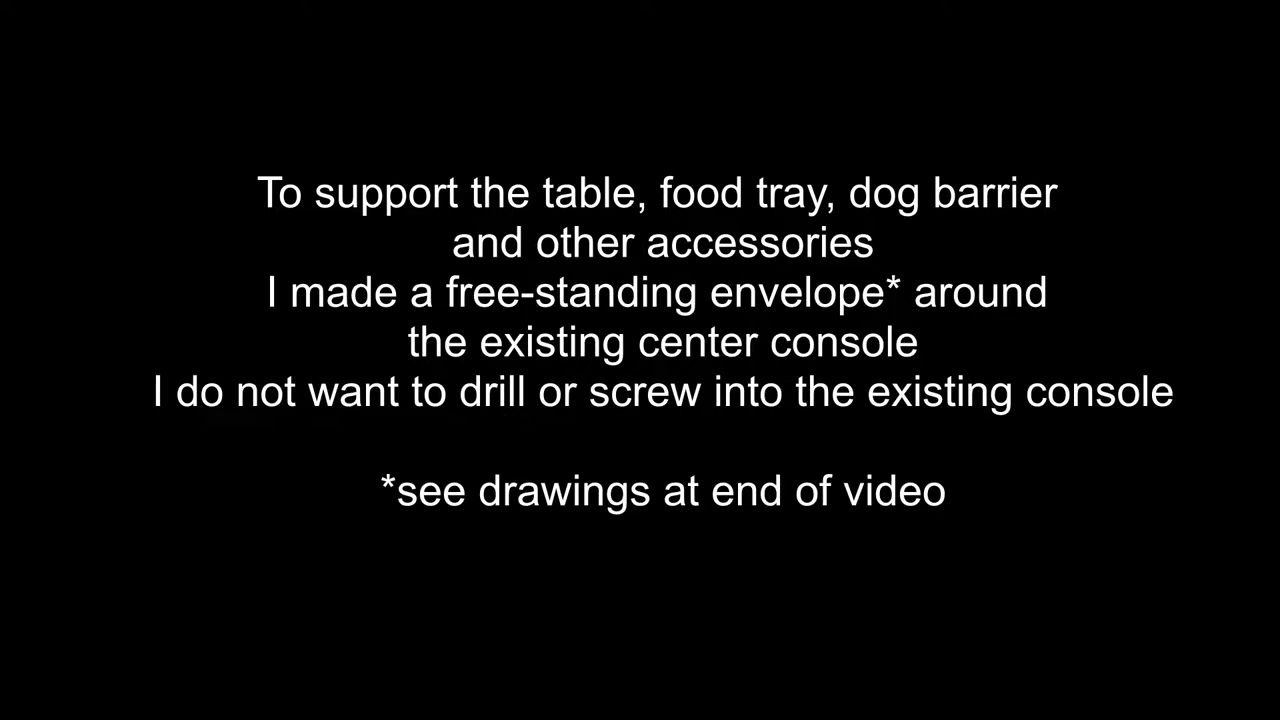 To support the table, food tray, dog barrier
and other accessories
I made a free-standing envelope* around
the existing center console
I do not want to drill or screw into the existing console
*see drawings at end of video